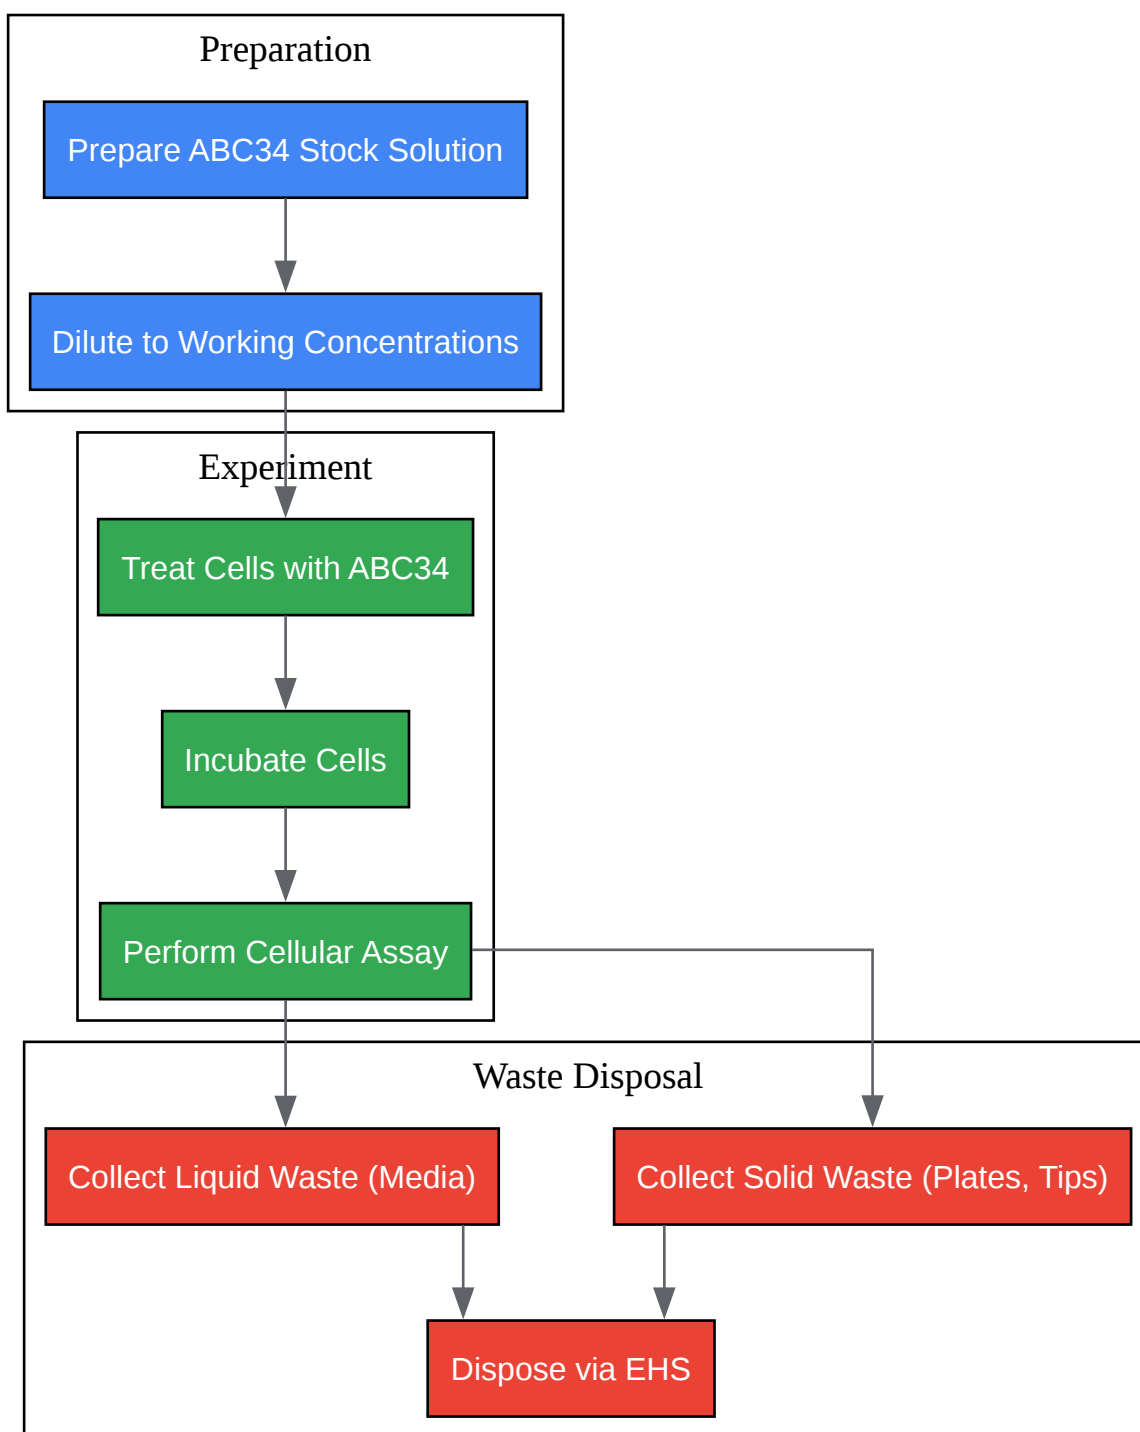 Preparation
Prepare ABC34 Stock Solution
Dilute to Working Concentrations
Experiment
Treat Cells with ABC34
Incubate Cells
Perform Cellular Assay
Waste Disposal
Collect Liquid Waste (Media)
Collect Solid Waste (Plates, Tips)
Dispose via EHS